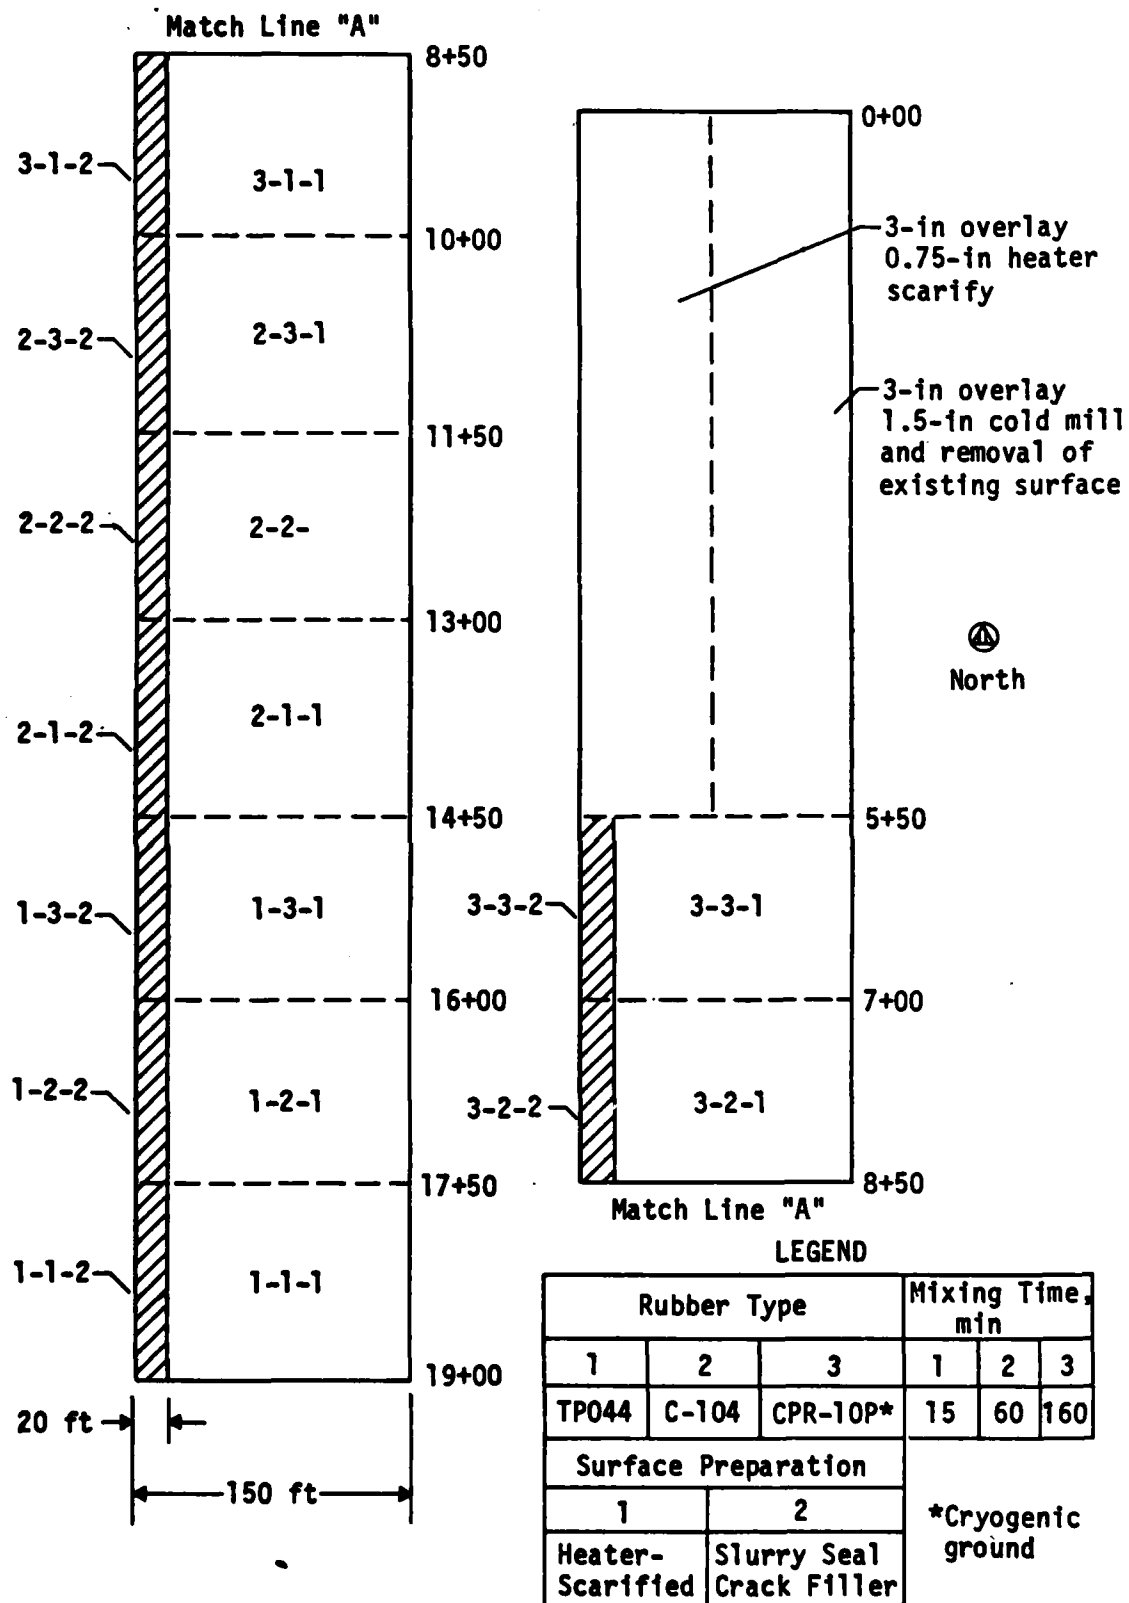 Match Line "A"
8+50
3-1-2
3-1-1
10+00
2-3-2
2-3-1
11+50
2-2-2
2-2-
13+00
2-1-2
2-1-1
14+50
1-3-2
1-3-1
16+00
1-2-2
1-2-1
17+50
1-1-2
1-1-1
19+00
20 ft
150 ft
0+00
3-in overlay
0.75-in heater
scarify
3-in overlay
1.5-in cold mill
and removal of
existing surface
North
5+50
3-3-2
3-3-1
7+00
3-2-2
3-2-1
8+50
Match Line "A"
LEGEND
Rubber Type
Mixing Time,
min
1 2 3 1 2 3
TP044 C-104 CPR-10P* 15 60 160
Surface Preparation
1 2
Heater- Slurry Seal
Scarified Crack Filler
*Cryogenic
ground